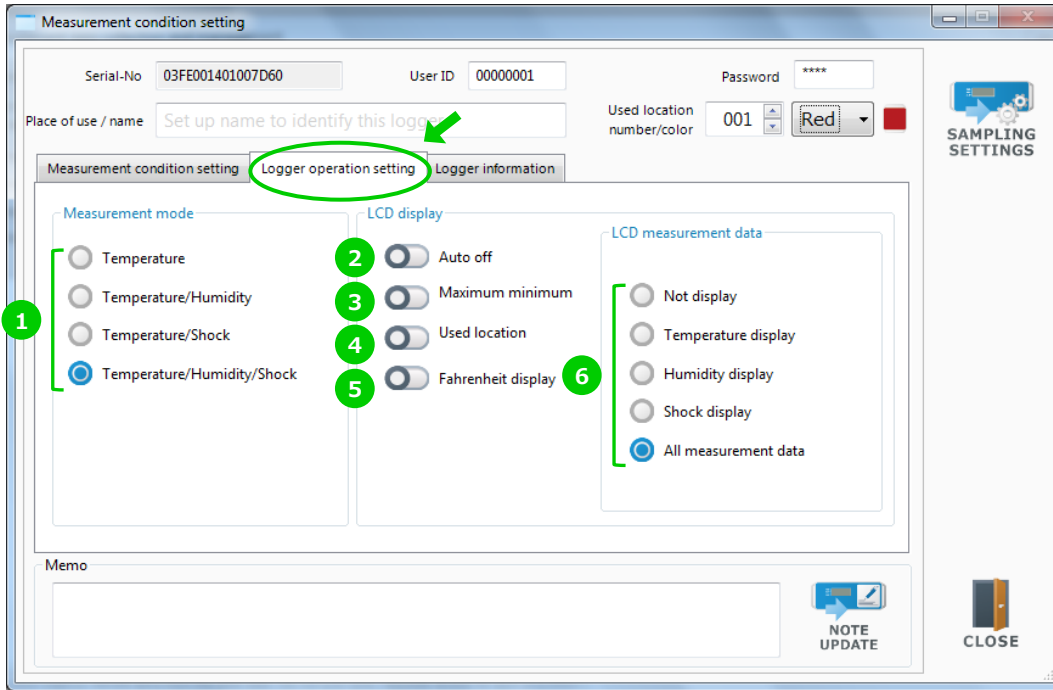 Measurement condition setting
Serial-No 03FE001401007D60 User ID 00000001 Password ****
Place of use / name Set up name to identify this logger Used location number/color 001 Red
SAMPLING
SETTINGS
Measurement condition setting Logger operation setting Logger information
Measurement mode
1
Temperature
Temperature/Humidity
Temperature/Shock
Temperature/Humidity/Shock
LCD display
2 Auto off
3 Maximum minimum
4 Used location
5 Fahrenheit display
LCD measurement data
6
Not display
Temperature display
Humidity display
Shock display
All measurement data
Memo
NOTE
UPDATE
CLOSE